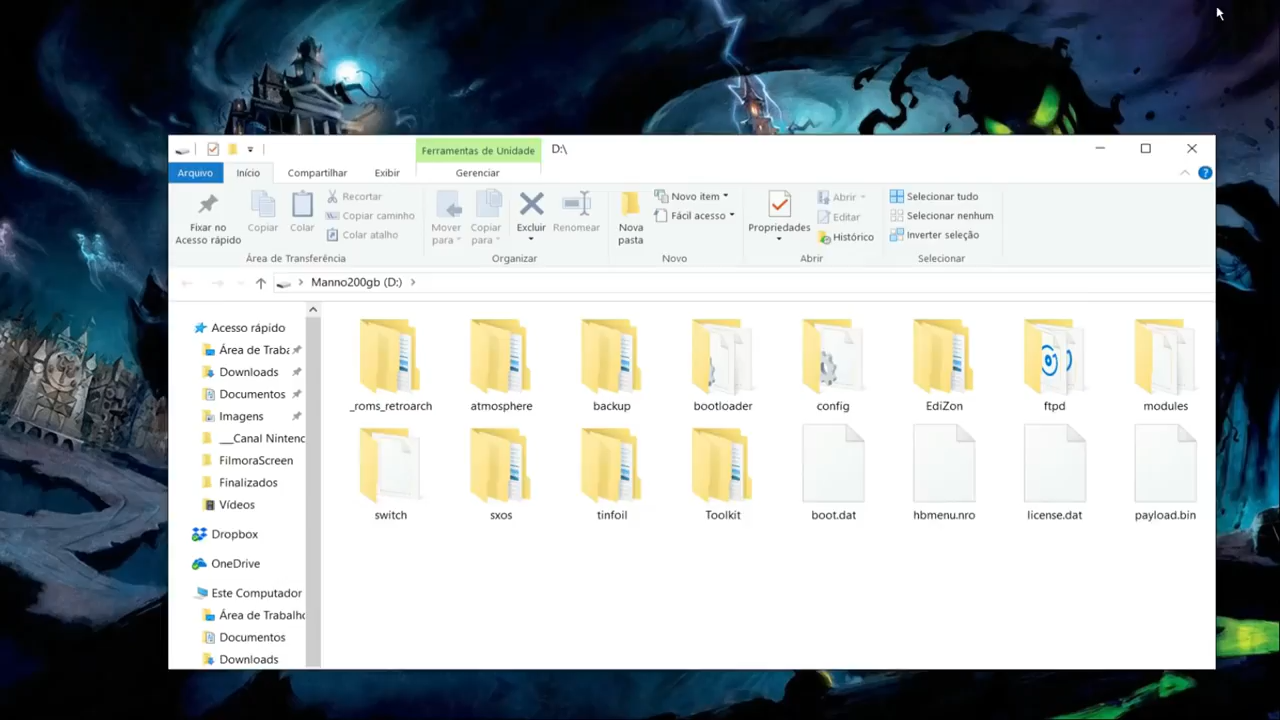 Ferramentas de Unidade
D:\
Arquivo
Início
Compartilhar
Exibir
Gerenciar
Fixar no
Acesso rápido
Copiar
Colar
Recortar
Copiar caminho
Colar atalho
Área de Transferência
Mover
para
Copiar
para
Excluir
Renomear
Organizar
Nova
pasta
Novo item
Fácil acesso
Novo
Propriedades
Abrir
Editar
Histórico
Abrir
Selecionar tudo
Selecionar nenhum
Inverter seleção
Selecionar
Manno200gb (D:)
Acesso rápido
Área de Traba
Downloads
Documentos
Imagens
___Canal Nintenc
FilmoraScreen
Finalizados
Vídeos
Dropbox
OneDrive
Este Computador
Área de Trabalho
Documentos
Downloads
_roms_retroarch
atmosphere
backup
bootloader
config
EdiZon
ftpd
modules
switch
sxos
tinfoil
Toolkit
boot.dat
hbmenu.nro
license.dat
payload.bin